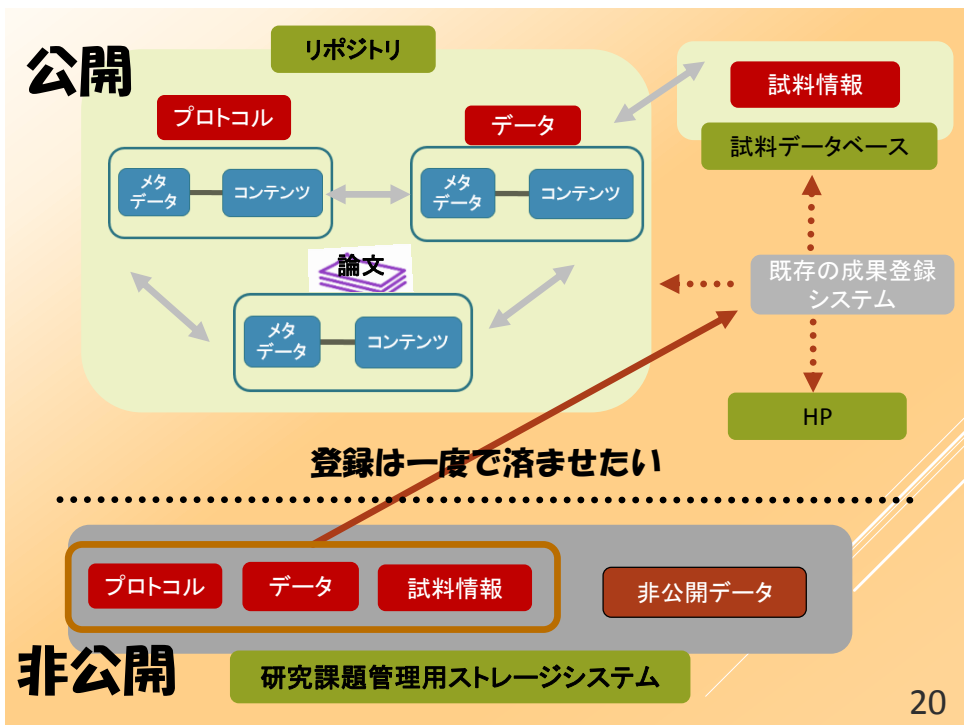 公開
リポジトリ
試料情報
試料データベース
プロトコル
データ
メタ
データ
コンテンツ
メタ
データ
コンテンツ
論文
メタ
データ
コンテンツ
既存の成果登録
システム
HP
登録は一度で済ませたい
プロトコル
データ
試料情報
非公開データ
非公開
研究課題管理用ストレージシステム
20